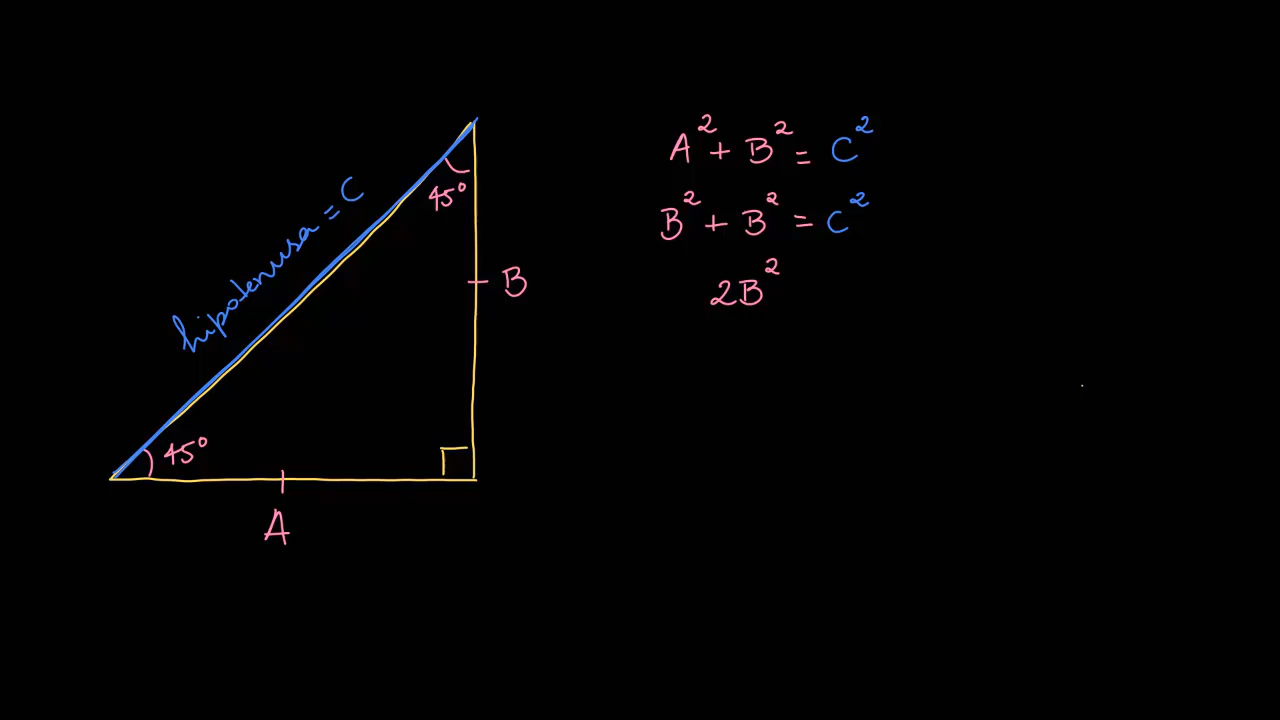 A² + B² = C²
B² + B² = C²
2B²
hipotenusa = C
45°
B
45°
A